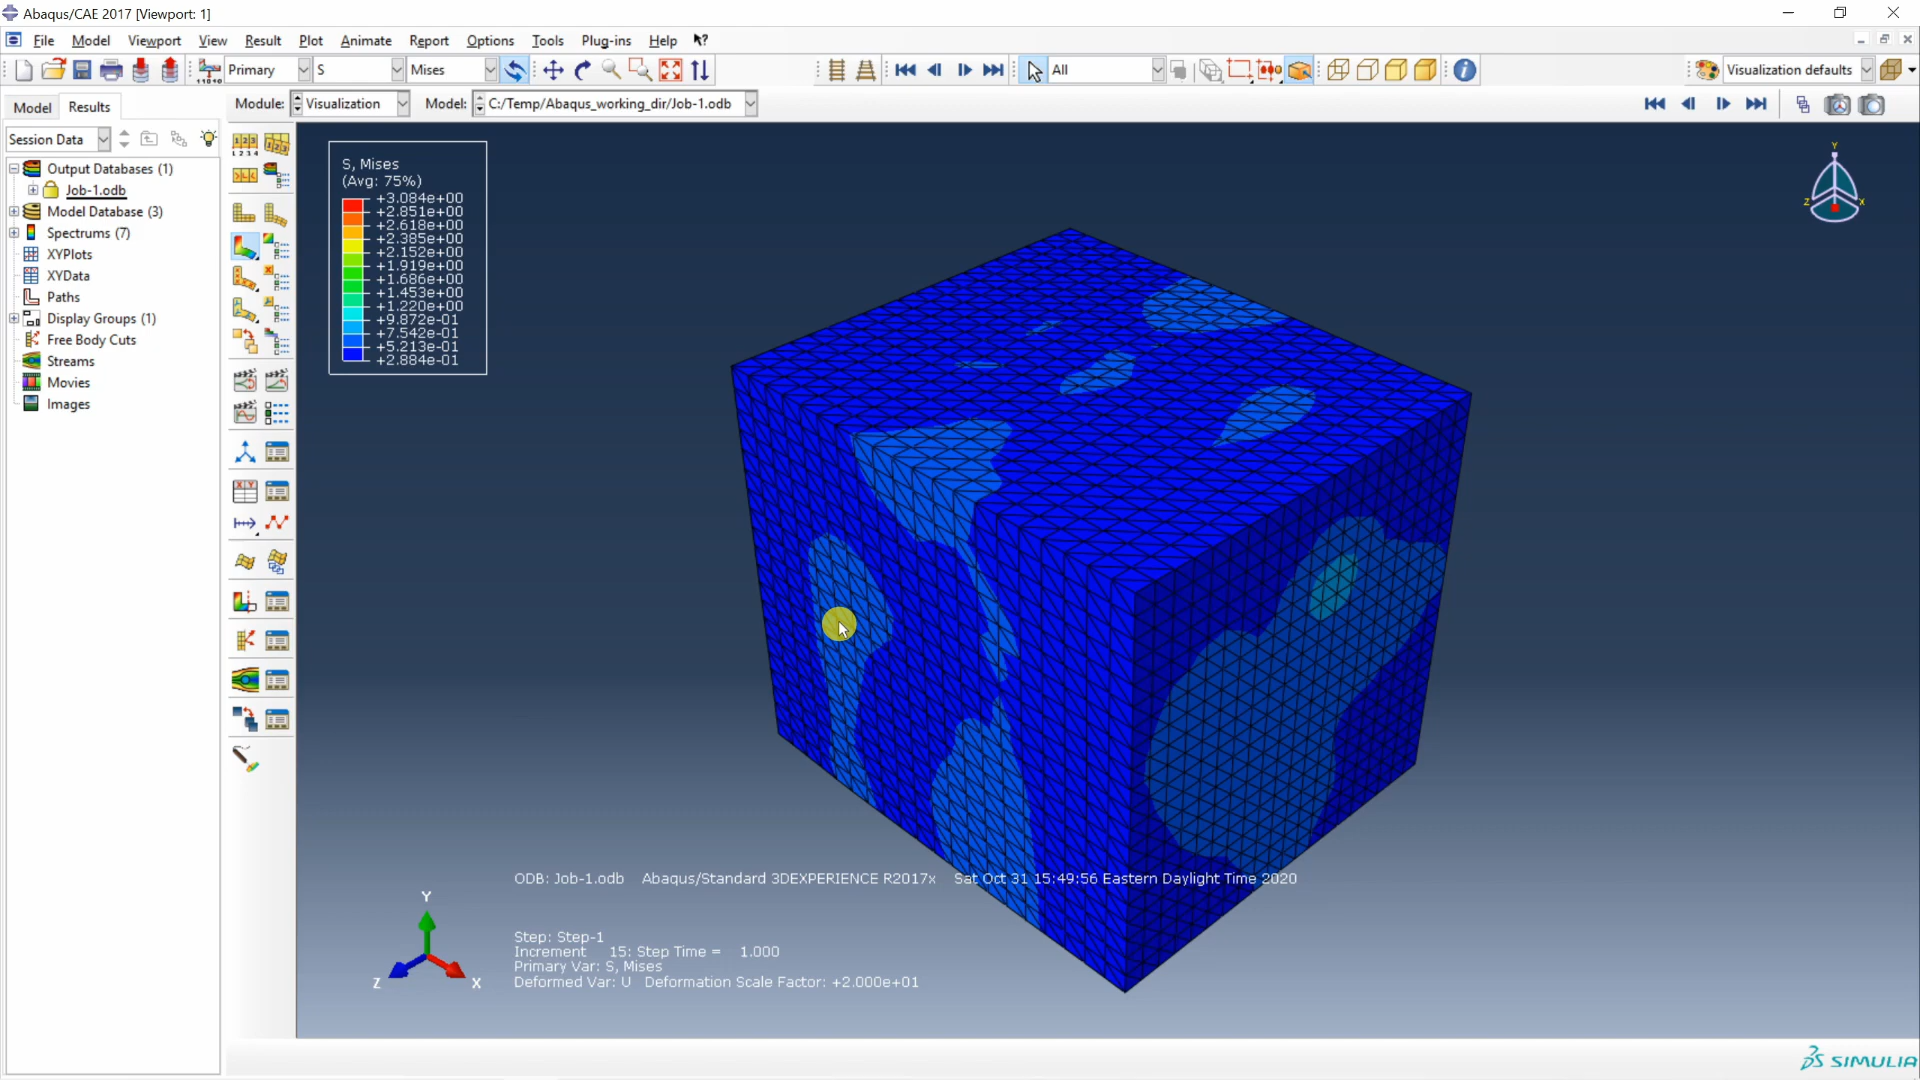 Abaqus/CAE 2017 [Viewport: 1]
File Model Viewport View Result Plot Animate Report Options Tools Plug-ins Help
Primary S Mises All Visualization defaults
Model Results Module: Visualization Model: C:/Temp/Abaqus_working_dir/Job-1.odb
Session Data
Output Databases (1)
Job-1.odb
Model Database (3)
Spectrums (7)
XYPlots
XYData
Paths
Display Groups (1)
Free Body Cuts
Streams
Movies
Images
S, Mises
(Avg: 75%)
+3.084e+00
+2.851e+00
+2.618e+00
+2.385e+00
+2.152e+00
+1.919e+00
+1.686e+00
+1.453e+00
+1.220e+00
+9.872e-01
+7.542e-01
+5.213e-01
+2.884e-01
Y
Z X
ODB: Job-1.odb Abaqus/Standard 3DEXPERIENCE R2017x Sat Oct 31 15:49:56 Eastern Daylight Time 2020
Y
Z X
Step: Step-1
Increment 15: Step Time = 1.000
Primary Var: S, Mises
Deformed Var: U Deformation Scale Factor: +2.000e+01
SIMULIA